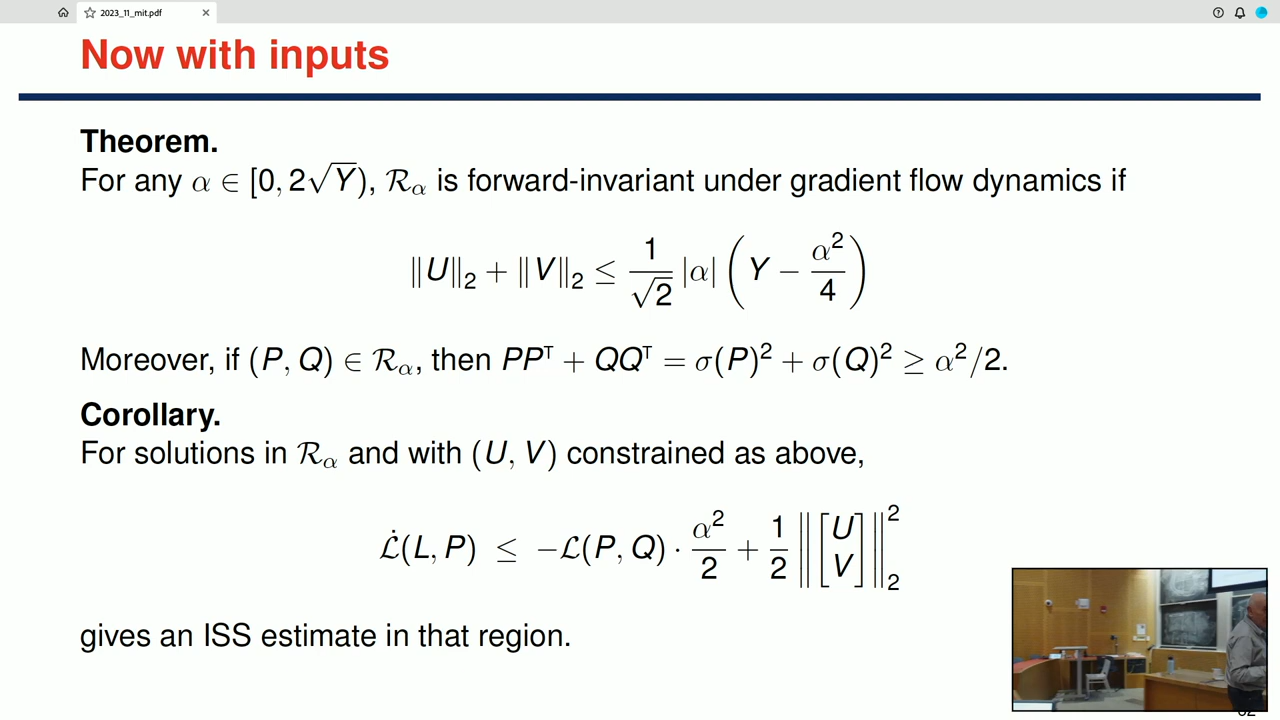 2023_11_mit.pdf
Now with inputs
Theorem.
For any α ∈ [0, 2√Y), 𝓡_α is forward-invariant under gradient flow dynamics if
‖U‖₂ + ‖V‖₂ ≤ 1/√2 |α| (Y − α²/4)
Moreover, if (P, Q) ∈ 𝓡_α, then PPᵀ + QQᵀ = σ(P)² + σ(Q)² ≥ α²/2.
Corollary.
For solutions in 𝓡_α and with (U, V) constrained as above,
𝓛̇(L, P) ≤ −𝓛(P, Q) · α²/2 + 1/2 ‖[U V]‖₂²
gives an ISS estimate in that region.